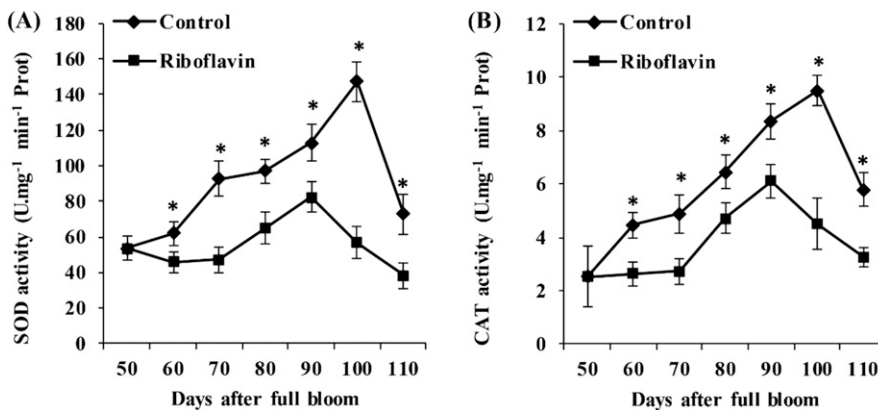 (A)
Control
Riboflavin
SOD activity (U.mg⁻¹ min⁻¹ Prot)
180
160
140
120
100
80
60
40
20
0
*
*
*
*
*
*
50 60 70 80 90 100 110
Days after full bloom
(B)
Control
Riboflavin
CAT activity (U.mg⁻¹ min⁻¹ Prot)
12
10
8
6
4
2
0
*
*
*
*
*
*
50 60 70 80 90 100 110
Days after full bloom